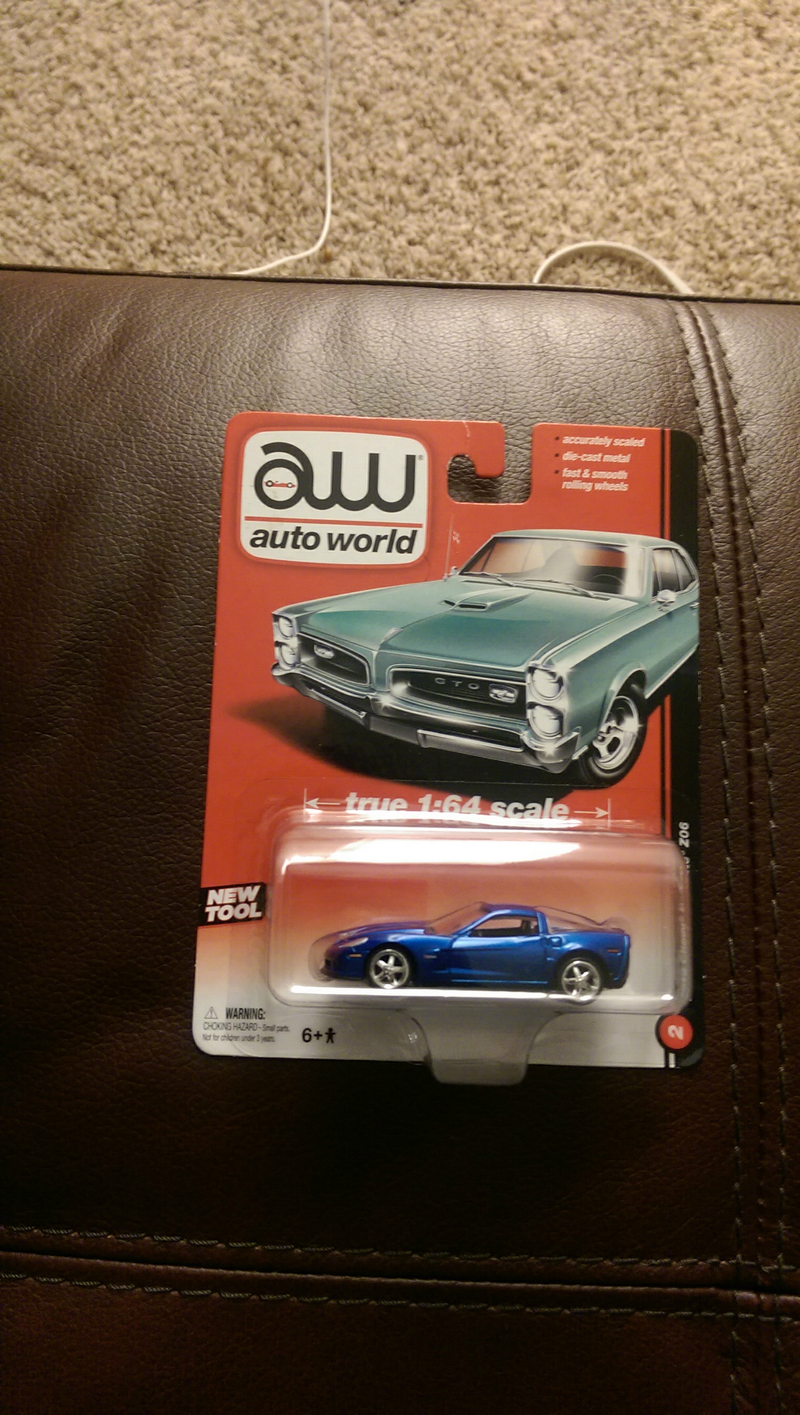 aw®
auto world
• accurately scaled
• die-cast metal
• fast & smooth
rolling wheels
GTO
true 1:64 scale
Z06
NEW
TOOL
WARNING:
CHOKING HAZARD - Small parts.
Not for children under 3 years.
6+
2